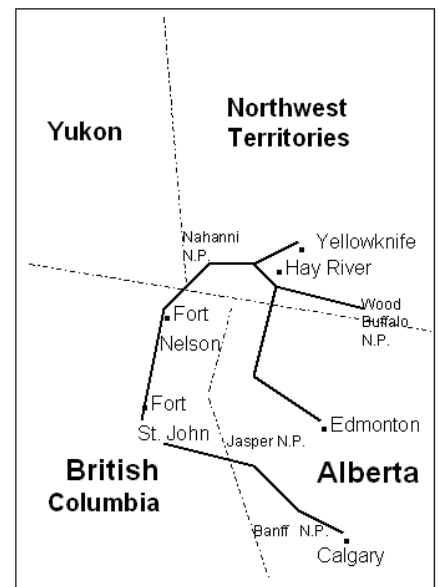 Northwest
Territories
Yukon
Nahanni
N.P.
Yellowknife
Hay River
Wood
Buffalo
N.P.
Fort
Nelson
Fort
St. John
Edmonton
Jasper N.P.
British
Columbia
Alberta
Banff N.P.
Calgary